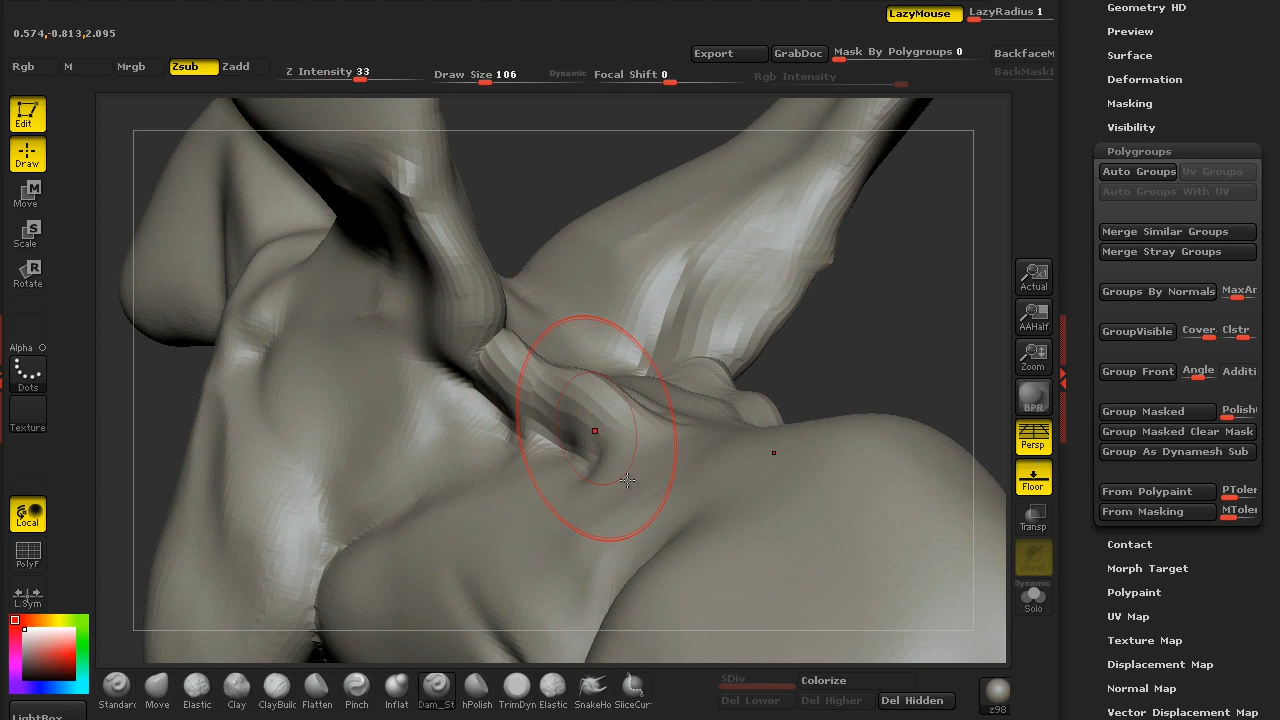 LazyMouse LazyRadius 1
Geometry HD
0.574,-0.813,2.095
Preview
Export GrabDoc Mask By Polygroups 0 BackfaceM
Surface
Rgb M Mrgb Zsub Zadd Z Intensity 33 Draw Size 106 Dynamic Focal Shift 0 Rgb Intensity BackMaskI
Deformation
Masking
Edit
Visibility
Draw
Polygroups
Auto Groups Uv Groups
Auto Groups With UV
Move M
Merge Similar Groups
Scale S
Merge Stray Groups
Rotate R
Actual
Groups By Normals MaxAn
AAHalf
GroupVisible Cover Clstr
Alpha
Zoom
Group Front Angle Additi
Dots
BPR
Group Masked Polish
Texture
Group Masked Clear Mask
Persp
Group As Dynamesh Sub
Floor
From Polypaint PToler
From Masking MToler
Local
Transp
Contact
PolyF
Ghost
Morph Target
Dynamic
Polypaint
L.Sym
Solo
UV Map
Texture Map
Displacement Map
SDiv Colorize
Normal Map
Move Elastic Clay Flatten Pinch Inflat Dam_St hPolish TrimDyn Elastic SnakeHo SliceCur
Del Lower Del Higher Del Hidden
z98
Vector Displacement Map
LightBox